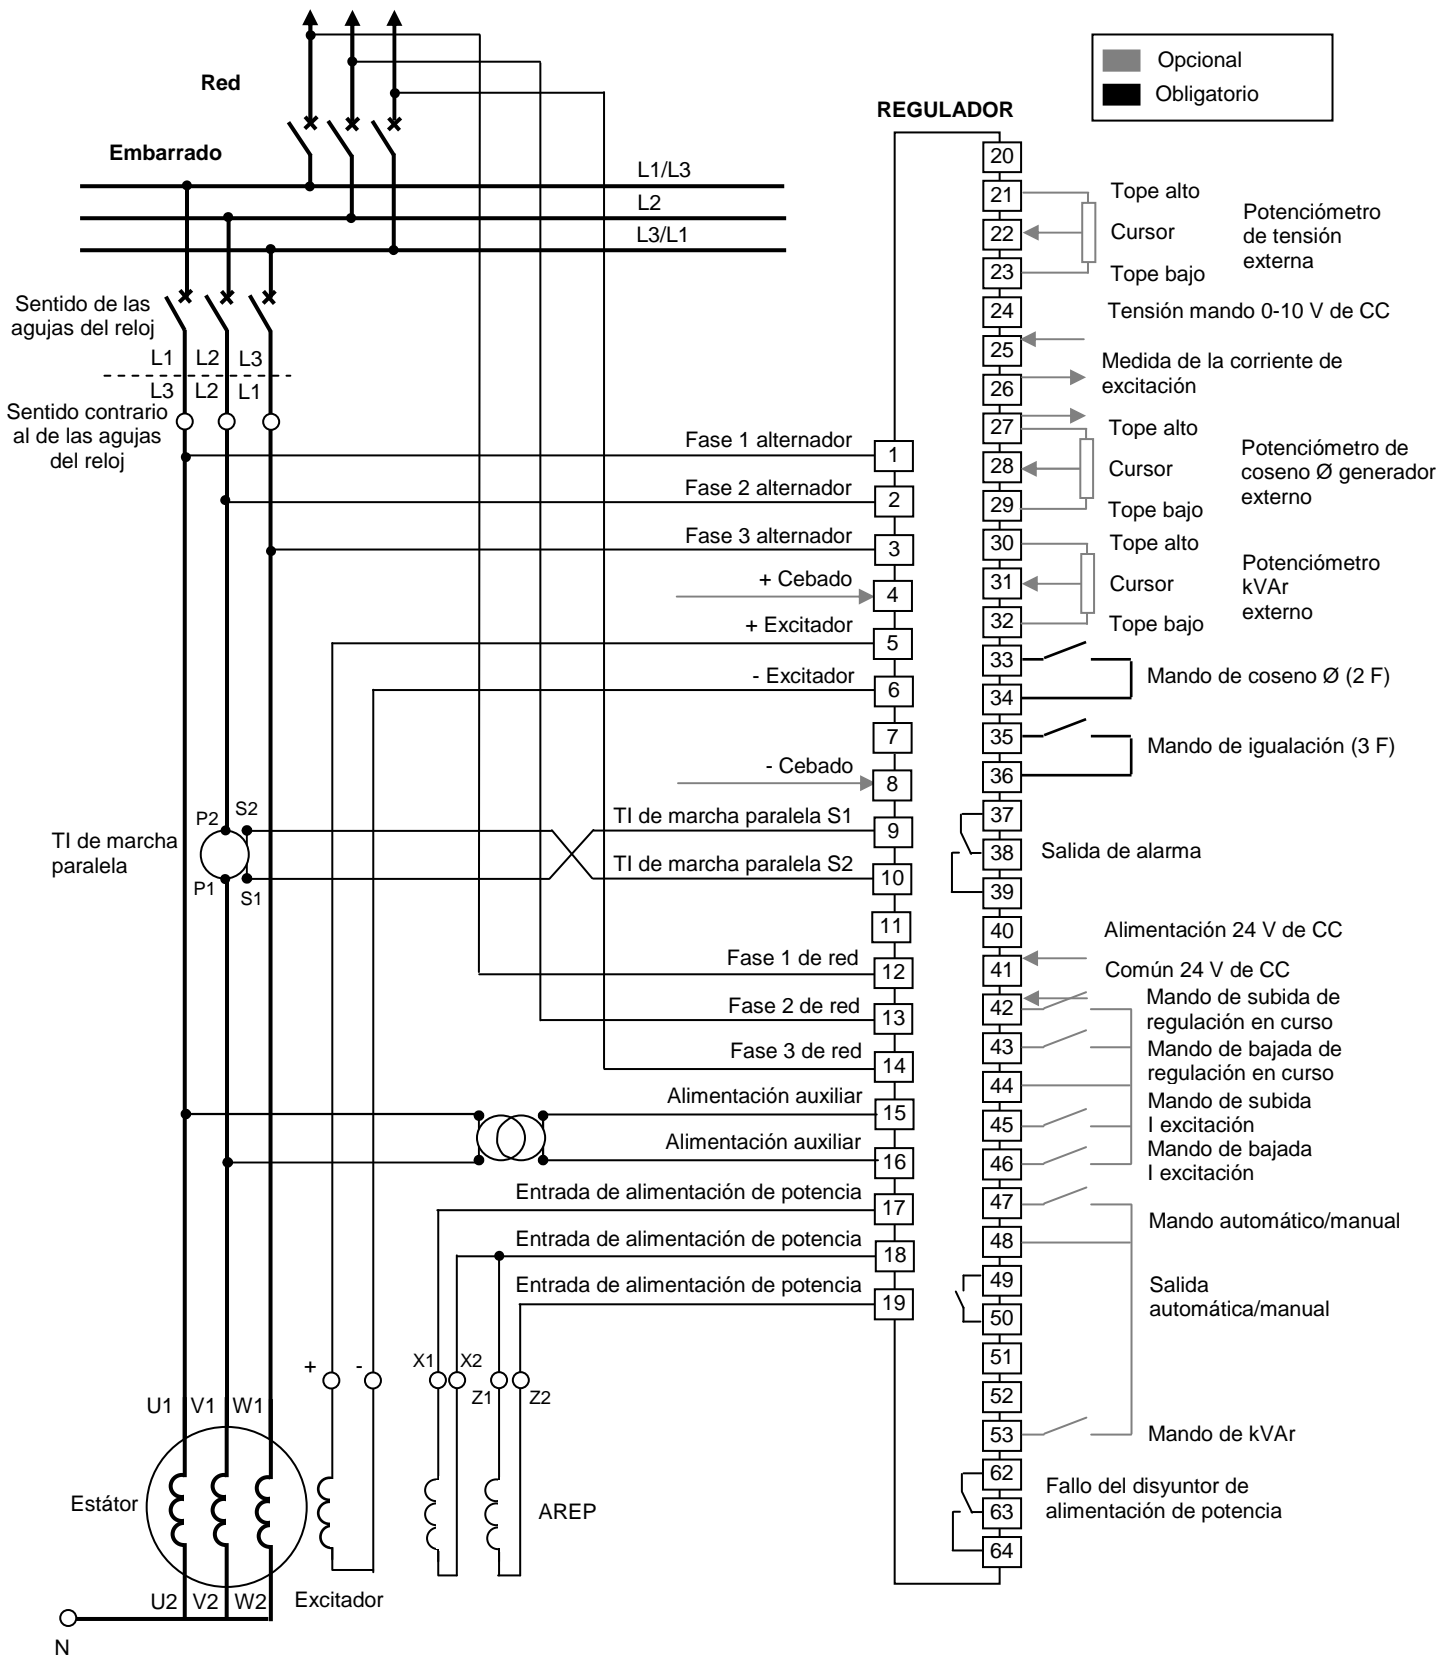 Opcional
Obligatorio
Red
REGULADOR
Embarrado
L1/L3
L2
L3/L1
Sentido de las
agujas del reloj
L1 L2 L3
L3 L2 L1
Sentido contrario
al de las agujas
del reloj
Fase 1 alternador
1
Fase 2 alternador
2
Fase 3 alternador
3
+ Cebado
4
+ Excitador
5
- Excitador
6
7
- Cebado
8
TI de marcha paralela S1
9
TI de marcha paralela S2
10
11
Fase 1 de red
12
Fase 2 de red
13
Fase 3 de red
14
Alimentación auxiliar
15
Alimentación auxiliar
16
Entrada de alimentación de potencia
17
Entrada de alimentación de potencia
18
Entrada de alimentación de potencia
19
TI de marcha
paralela
P2 S2
P1 S1
+ -
X1 X2
Z1 Z2
U1 V1 W1
Estátor
AREP
U2 V2 W2
Excitador
N
20
21
Tope alto
22
Cursor
23
Tope bajo
Potenciómetro
de tensión
externa
24
Tensión mando 0-10 V de CC
25
26
Medida de la corriente de
excitación
27
Tope alto
28
Cursor
29
Tope bajo
Potenciómetro de
coseno Ø generador
externo
30
Tope alto
31
Cursor
32
Tope bajo
Potenciómetro
kVAr
externo
33
34
Mando de coseno Ø (2 F)
35
36
Mando de igualación (3 F)
37
38
39
Salida de alarma
40
Alimentación 24 V de CC
41
Común 24 V de CC
42
Mando de subida de
regulación en curso
43
Mando de bajada de
regulación en curso
44
45
Mando de subida
I excitación
46
Mando de bajada
I excitación
47
48
Mando automático/manual
49
50
Salida
automática/manual
51
52
53
Mando de kVAr
62
63
64
Fallo del disyuntor de
alimentación de potencia